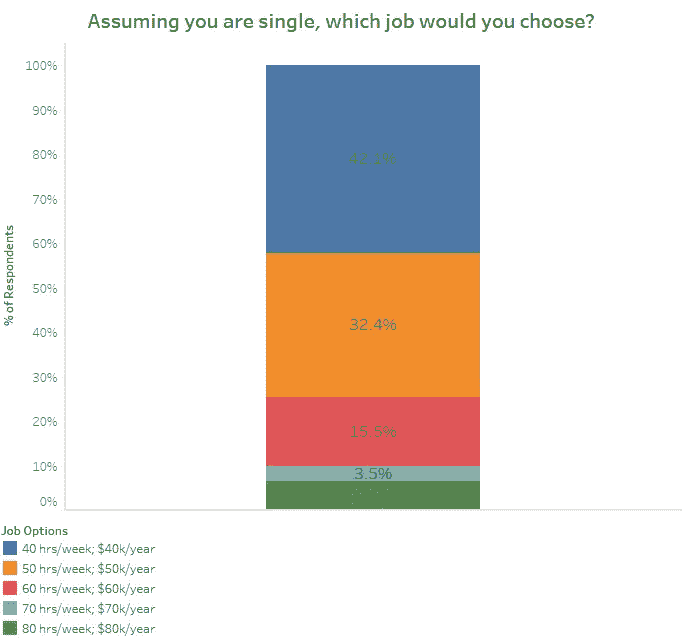 Assuming you are single, which job would you choose?
100%
90%
80%
70%
60%
50%
40%
30%
20%
10%
0%
% of Respondents
32.4%
15.5%
3.5%
Job Options
40 hrs/week; $40k/year
50 hrs/week; $50k/year
60 hrs/week; $60k/year
70 hrs/week; $70k/year
80 hrs/week; $80k/year